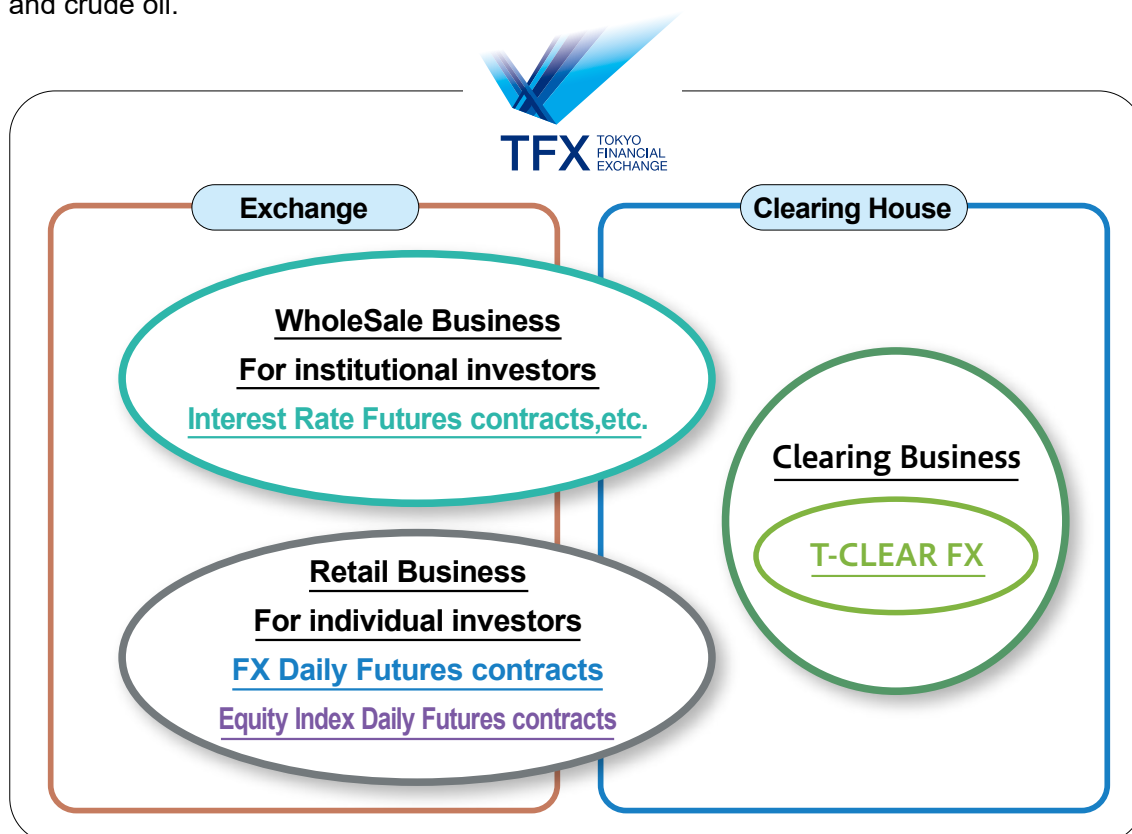 and crude oil.
TFX TOKYO
FINANCIAL
EXCHANGE
Exchange
Clearing House
WholeSale Business
For institutional investors
Interest Rate Futures contracts,etc.
Clearing Business
T-CLEAR FX
Retail Business
For individual investors
FX Daily Futures contracts
Equity Index Daily Futures contracts